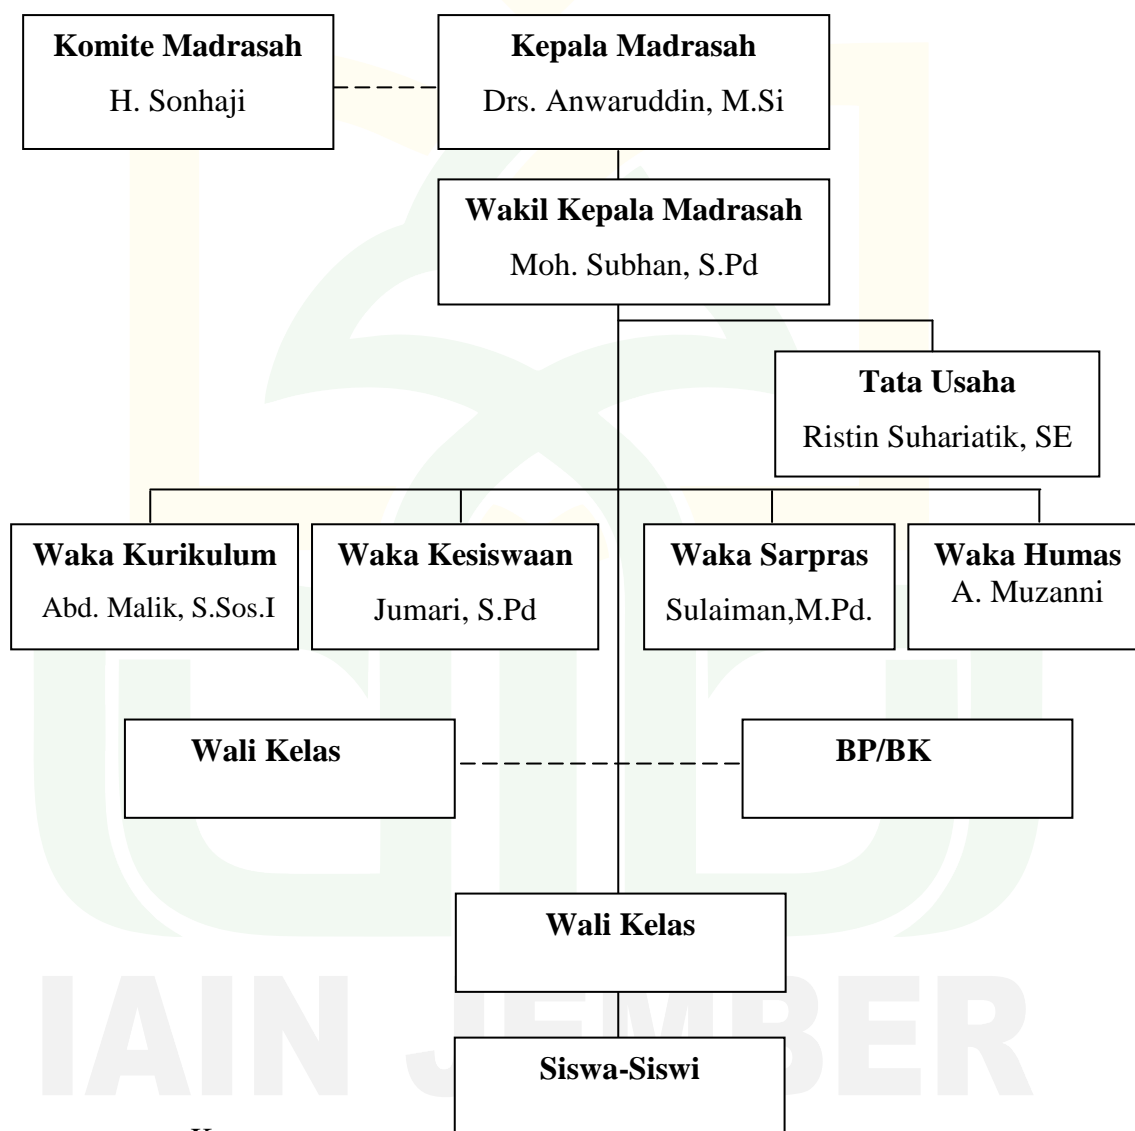 Komite Madrasah
H. Sonhaji
Kepala Madrasah
Drs. Anwaruddin, M.Si
Wakil Kepala Madrasah
Moh. Subhan, S.Pd
Tata Usaha
Ristin Suhariatik, SE
Waka Kurikulum
Abd. Malik, S.Sos.I
Waka Kesiswaan
Jumari, S.Pd
Waka Sarpras
Sulaiman,M.Pd.
Waka Humas
A. Muzanni
Wali Kelas
BP/BK
Wali Kelas
Siswa-Siswi
IAIN JEMBER